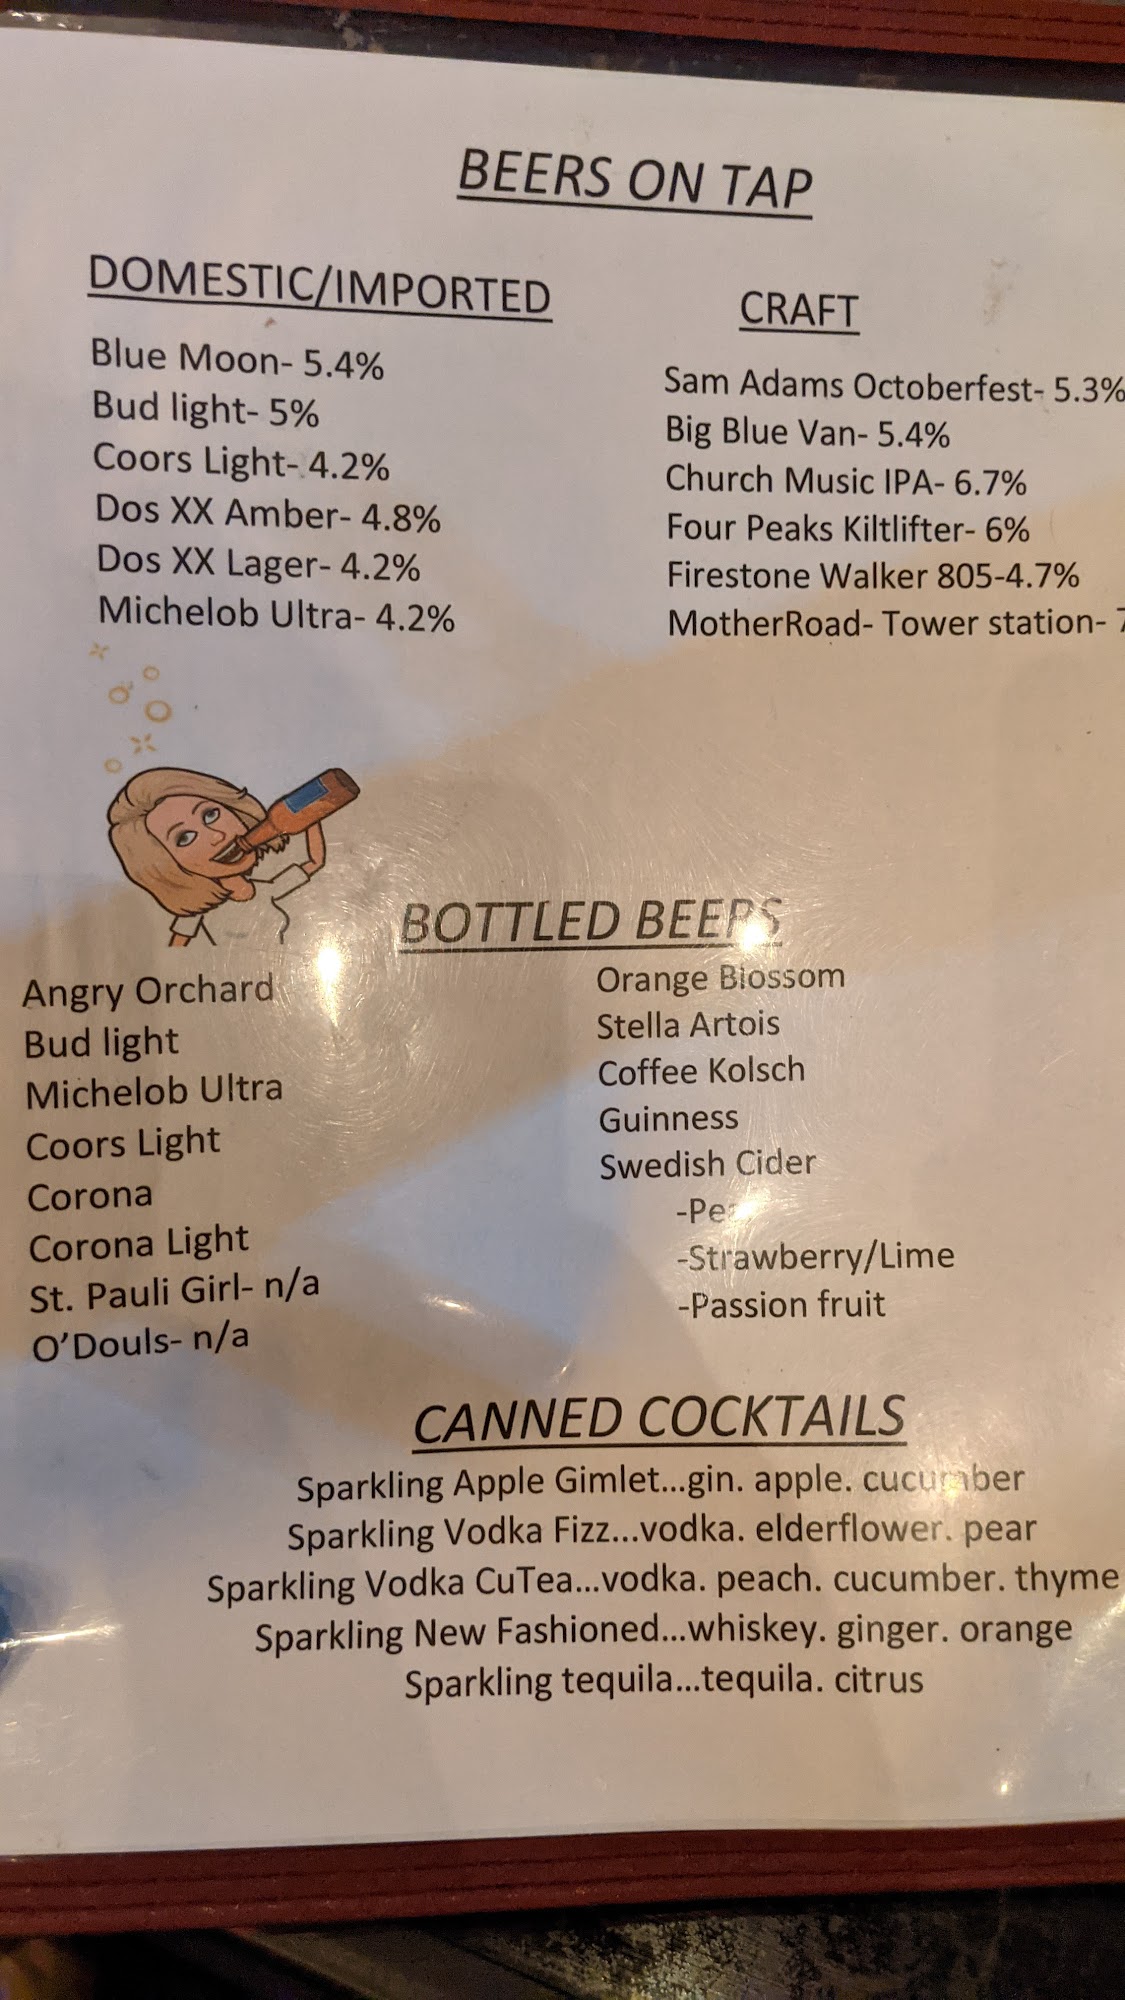 BEERS ON TAP
DOMESTIC/IMPORTED
Blue Moon- 5.4%
Bud light- 5%
Coors Light- 4.2%
Dos XX Amber- 4.8%
Dos XX Lager- 4.2%
Michelob Ultra- 4.2%
CRAFT
Sam Adams Octoberfest- 5.3%
Big Blue Van- 5.4%
Church Music IPA- 6.7%
Four Peaks Kiltlifter- 6%
Firestone Walker 805-4.7%
MotherRoad- Tower station-
BOTTLED BEERS
Angry Orchard
Bud light
Michelob Ultra
Coors Light
Corona
Corona Light
St. Pauli Girl- n/a
O'Douls- n/a
Orange Blossom
Stella Artois
Coffee Kolsch
Guinness
Swedish Cider
-Strawberry/Lime
-Passion fruit
CANNED COCKTAILS
Sparkling Apple Gimlet...gin. apple. cucumber
Sparkling Vodka Fizz...vodka. elderflower. pear
Sparkling Vodka CuTea...vodka. peach. cucumber. thyme
Sparkling New Fashioned...whiskey. ginger. orange
Sparkling tequila...tequila. citrus